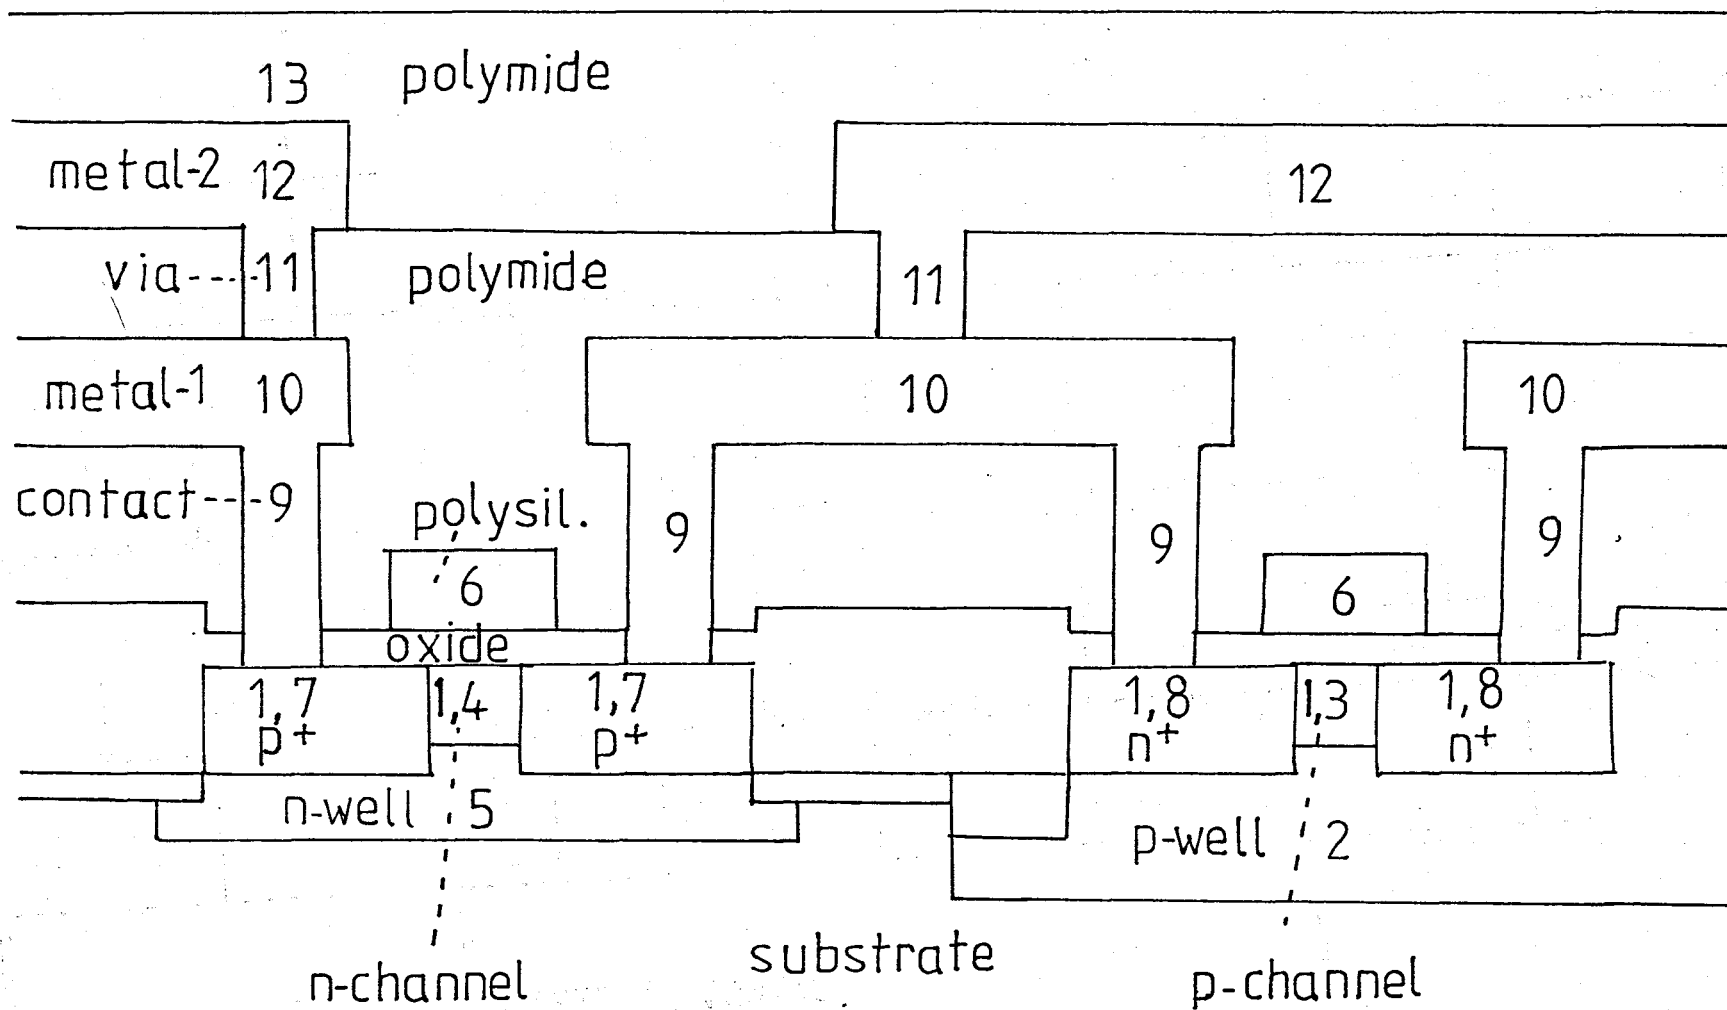 13 polymide
metal-2 12 12
via 11 polymide 11
metal-1 10 10 10
contact 9 polysil. 9 9 9
6 6
oxide
1,7 1,4 1,7 1,8 1,3 1,8
p+ p+ n+ n+
n-well 5 p-well 2
substrate
n-channel p-channel